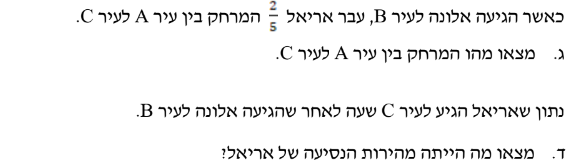 כאשר הגיעה אלונה לעיר B, עבר אריאל 2/5 המרחק בין עיר A לעיר C.
ג. מצאו מהו המרחק בין עיר A לעיר C.
נתון שאריאל הגיע לעיר C שעה לאחר שהגיעה אלונה לעיר B.
ד. מצאו מה הייתה מהירות הנסיעה של אריאל?